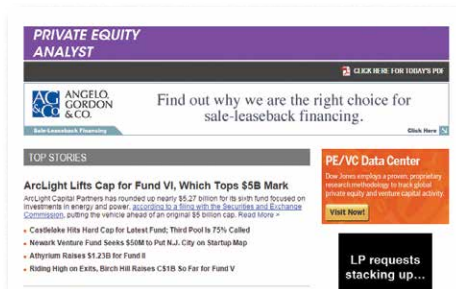 PRIVATE EQUITY
ANALYST
CLICK HERE FOR TODAY'S PDF
AG
&CO
ANGELO,
GORDON
& CO.
Find out why we are the right choice for
sale-leaseback financing.
Sale-Leaseback Financing
Click Here
TOP STORIES
ArcLight Lifts Cap for Fund VI, Which Tops $5B Mark
ArcLight Capital Partners has rounded up nearly $5.27 billion for its sixth fund focused on
investments in energy and power, according to a filing with the Securities and Exchange
Commission, putting the vehicle ahead of an original $5 billion cap. Read More »
Castlelake Hits Hard Cap for Latest Fund; Third Pool Is 75% Called
Newark Venture Fund Seeks $50M to Put N.J. City on Startup Map
Athyrium Raises $1.23B for Fund II
Riding High on Exits, Birch Hill Raises C$1B So Far for Fund V
PE/VC Data Center
Dow Jones employs a proven, proprietary
research methodology to track global
private equity and venture capital activity.
Visit Now!
LP requests
stacking up...